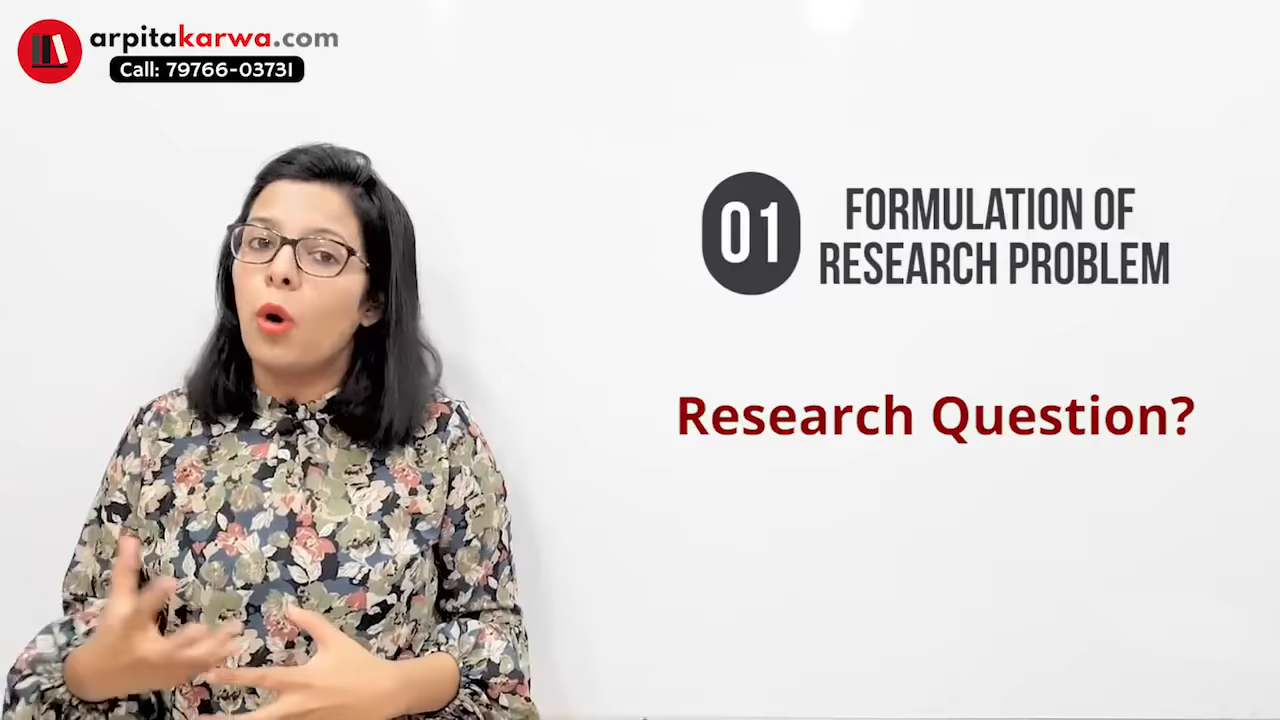 arpitakarwa.com
Call: 79766-03731
01
FORMULATION OF
RESEARCH PROBLEM
Research Question?